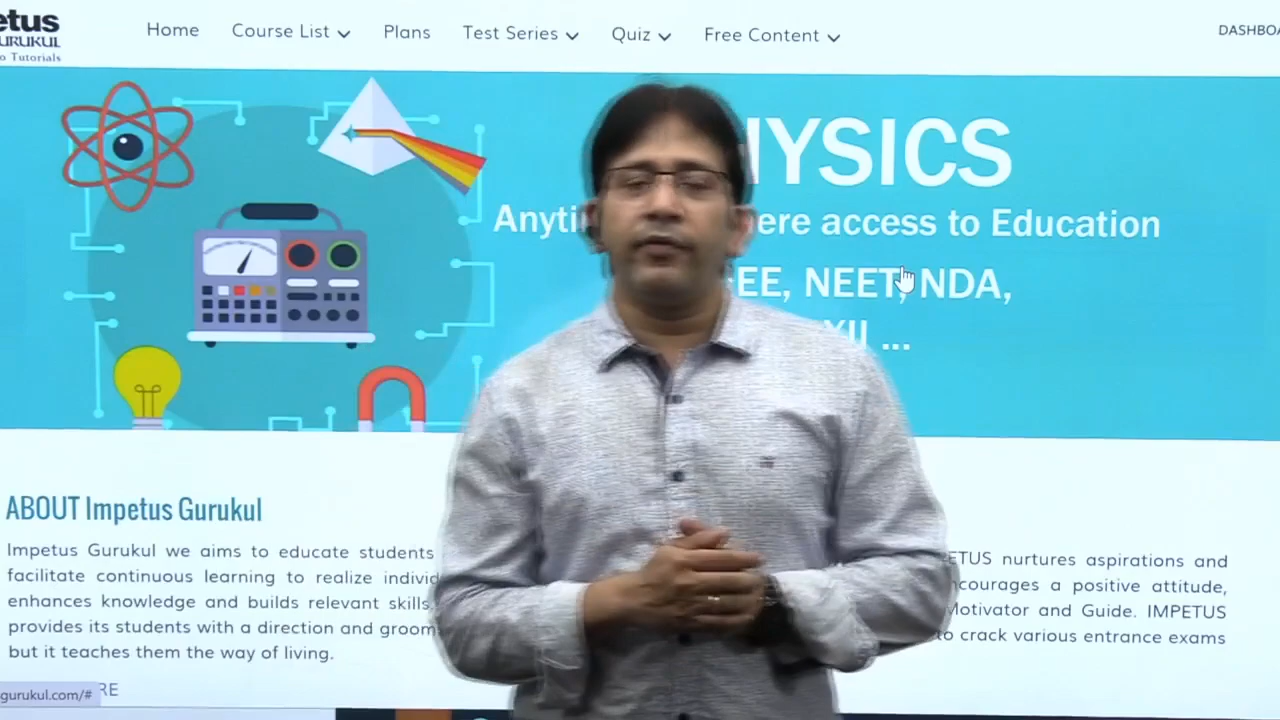 etus
URUKUL
o Tutorials
Home Course List Plans Test Series Quiz Free Content DASHBOA
HYSICS
Anyti ere access to Education
EE, NEET, NDA,
XII ...
ABOUT Impetus Gurukul
Impetus Gurukul we aims to educate students
facilitate continuous learning to realize individ
enhances knowledge and builds relevant skills,
provides its students with a direction and groom
but it teaches them the way of living.
ETUS nurtures aspirations and
ncourages a positive attitude,
Motivator and Guide. IMPETUS
to crack various entrance exams
gurukul.com/#
RE